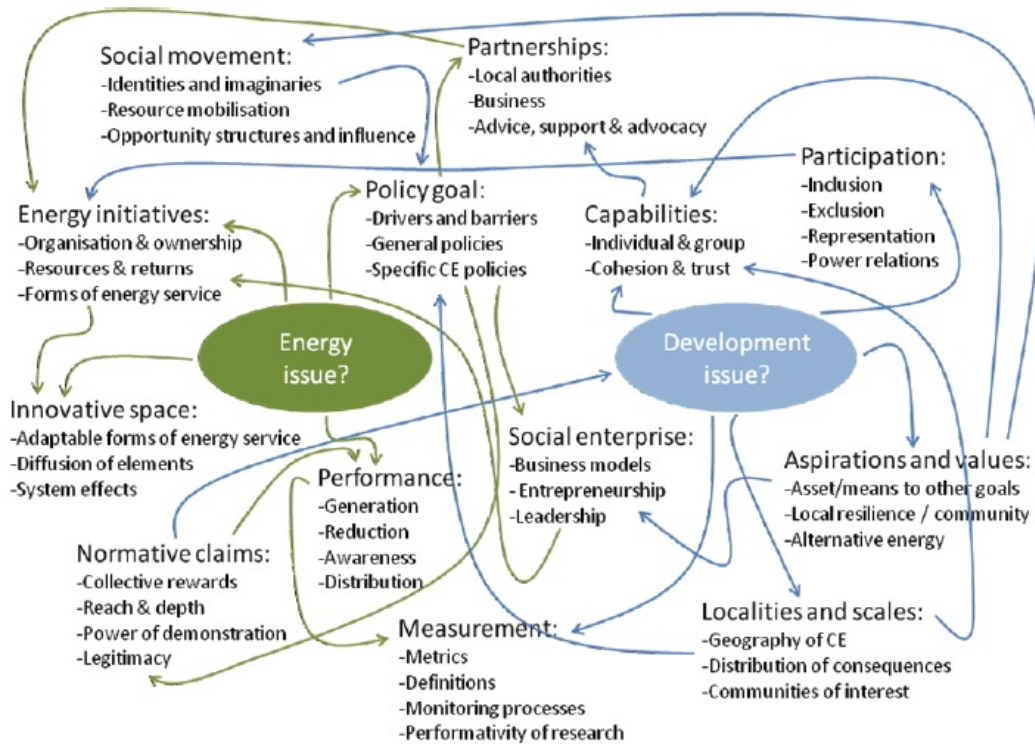 Social movement:
-Identities and imaginaries
-Resource mobilisation
-Opportunity structures and influence
Partnerships:
-Local authorities
-Business
-Advice, support & advocacy
Participation:
-Inclusion
-Exclusion
-Representation
-Power relations
Energy initiatives:
-Organisation & ownership
-Resources & returns
-Forms of energy service
Policy goal:
-Drivers and barriers
-General policies
-Specific CE policies
Capabilities:
-Individual & group
-Cohesion & trust
Energy
issue?
Development
issue?
Innovative space:
-Adaptable forms of energy service
-Diffusion of elements
-System effects
Performance:
-Generation
-Reduction
-Awareness
-Distribution
Social enterprise:
-Business models
-Entrepreneurship
-Leadership
Aspirations and values:
-Asset/means to other goals
-Local resilience / community
-Alternative energy
Normative claims:
-Collective rewards
-Reach & depth
-Power of demonstration
-Legitimacy
Measurement:
-Metrics
-Definitions
-Monitoring processes
-Performativity of research
Localities and scales:
-Geography of CE
-Distribution of consequences
-Communities of interest